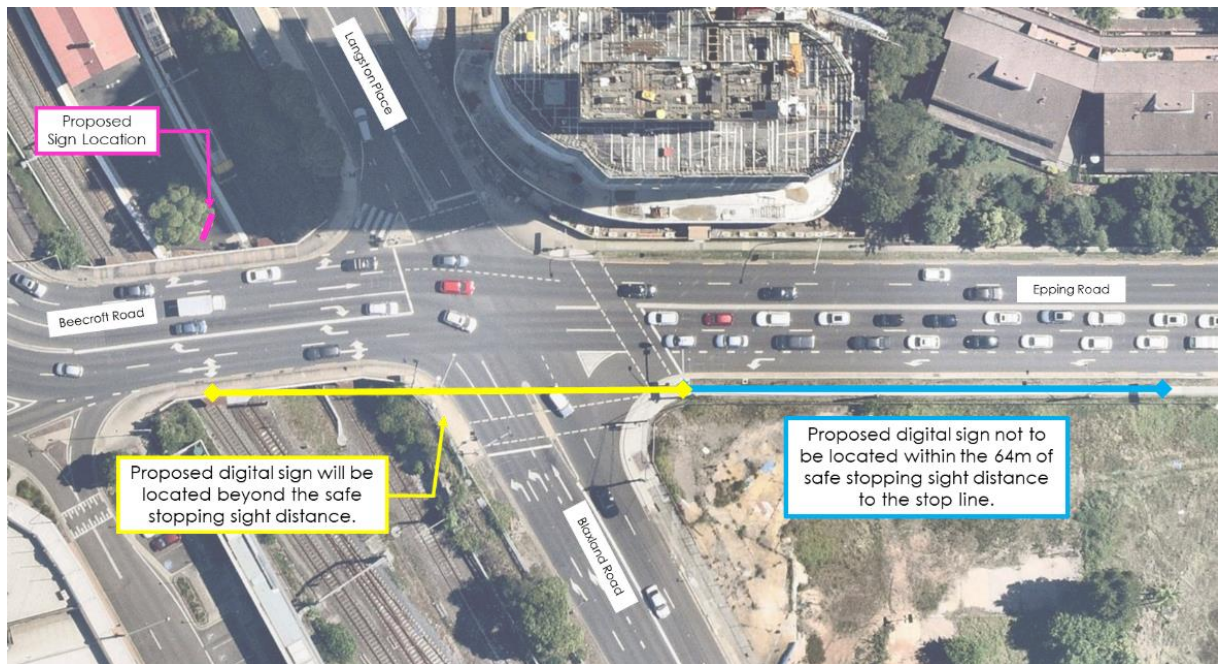 Langston Place
Proposed
Sign Location
Epping Road
Beecroft Road
Proposed digital sign not to
be located within the 64m of
safe stopping sight distance
to the stop line.
Proposed digital sign will be
located beyond the safe
stopping sight distance.
Blaxland Road